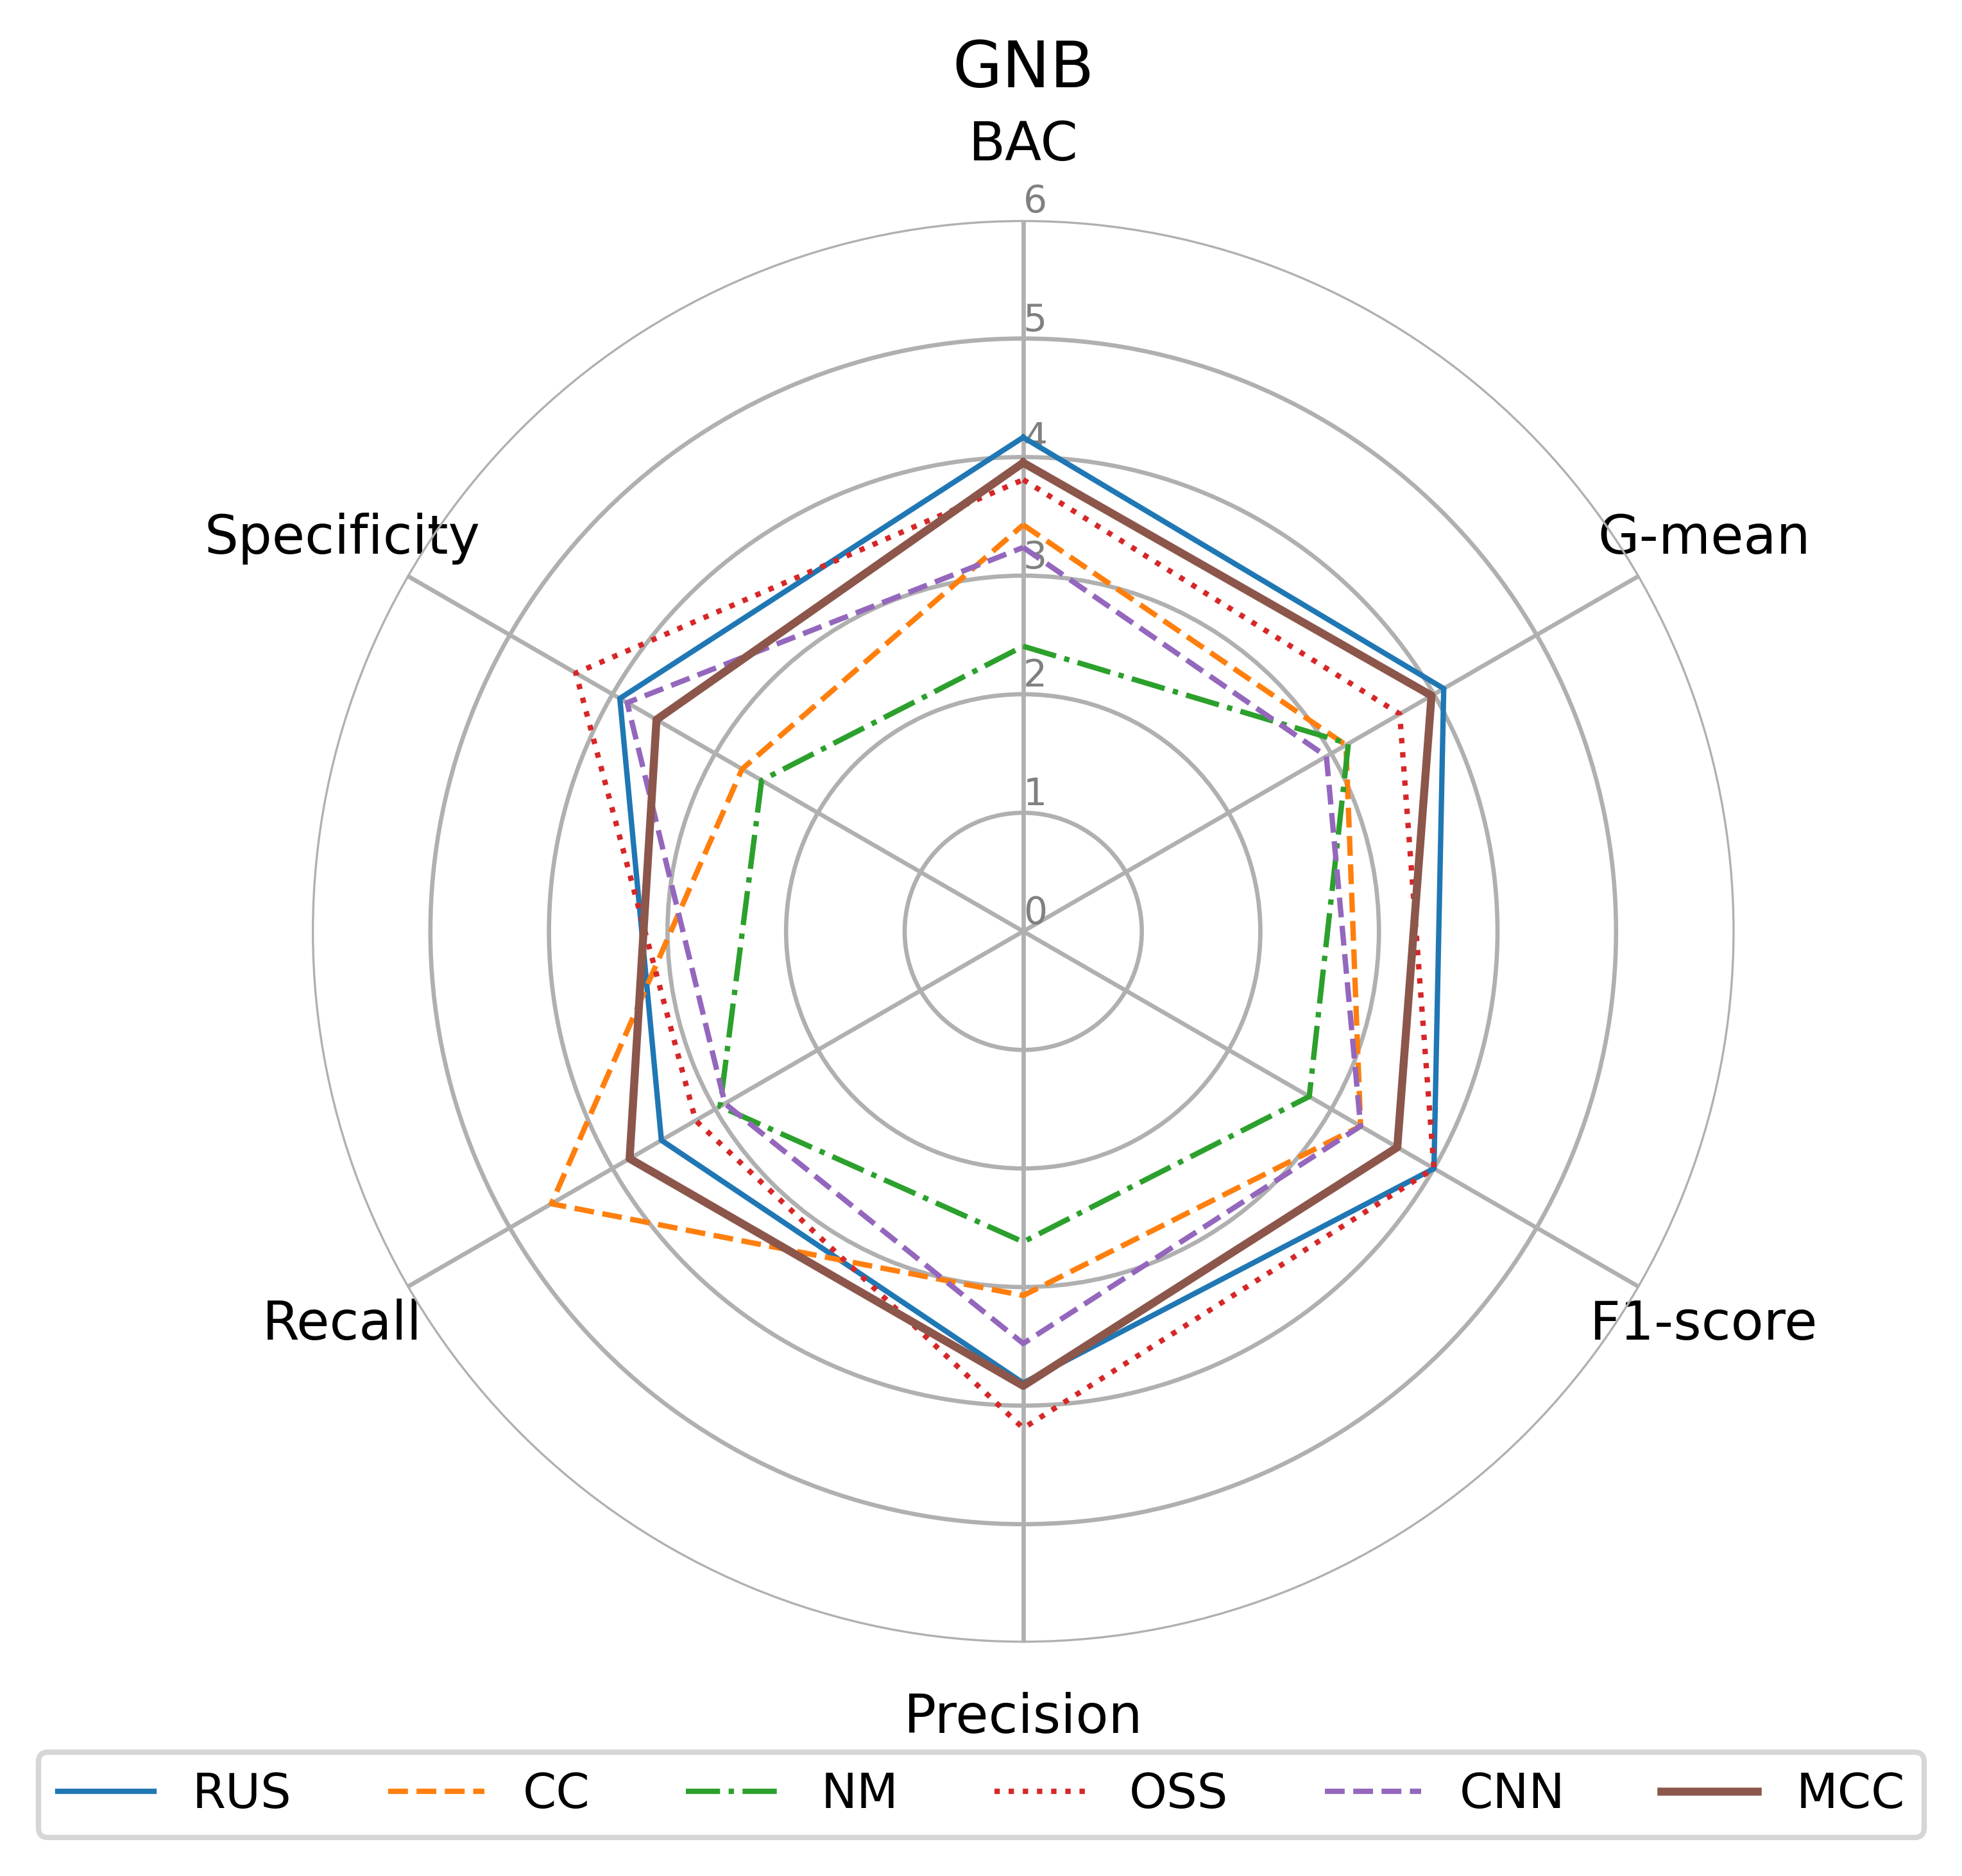 GNB
BAC
6
5
4
3
2
1
0
Specificity
G-mean
Recall
F1-score
Precision
RUS CC NM OSS CNN MCC